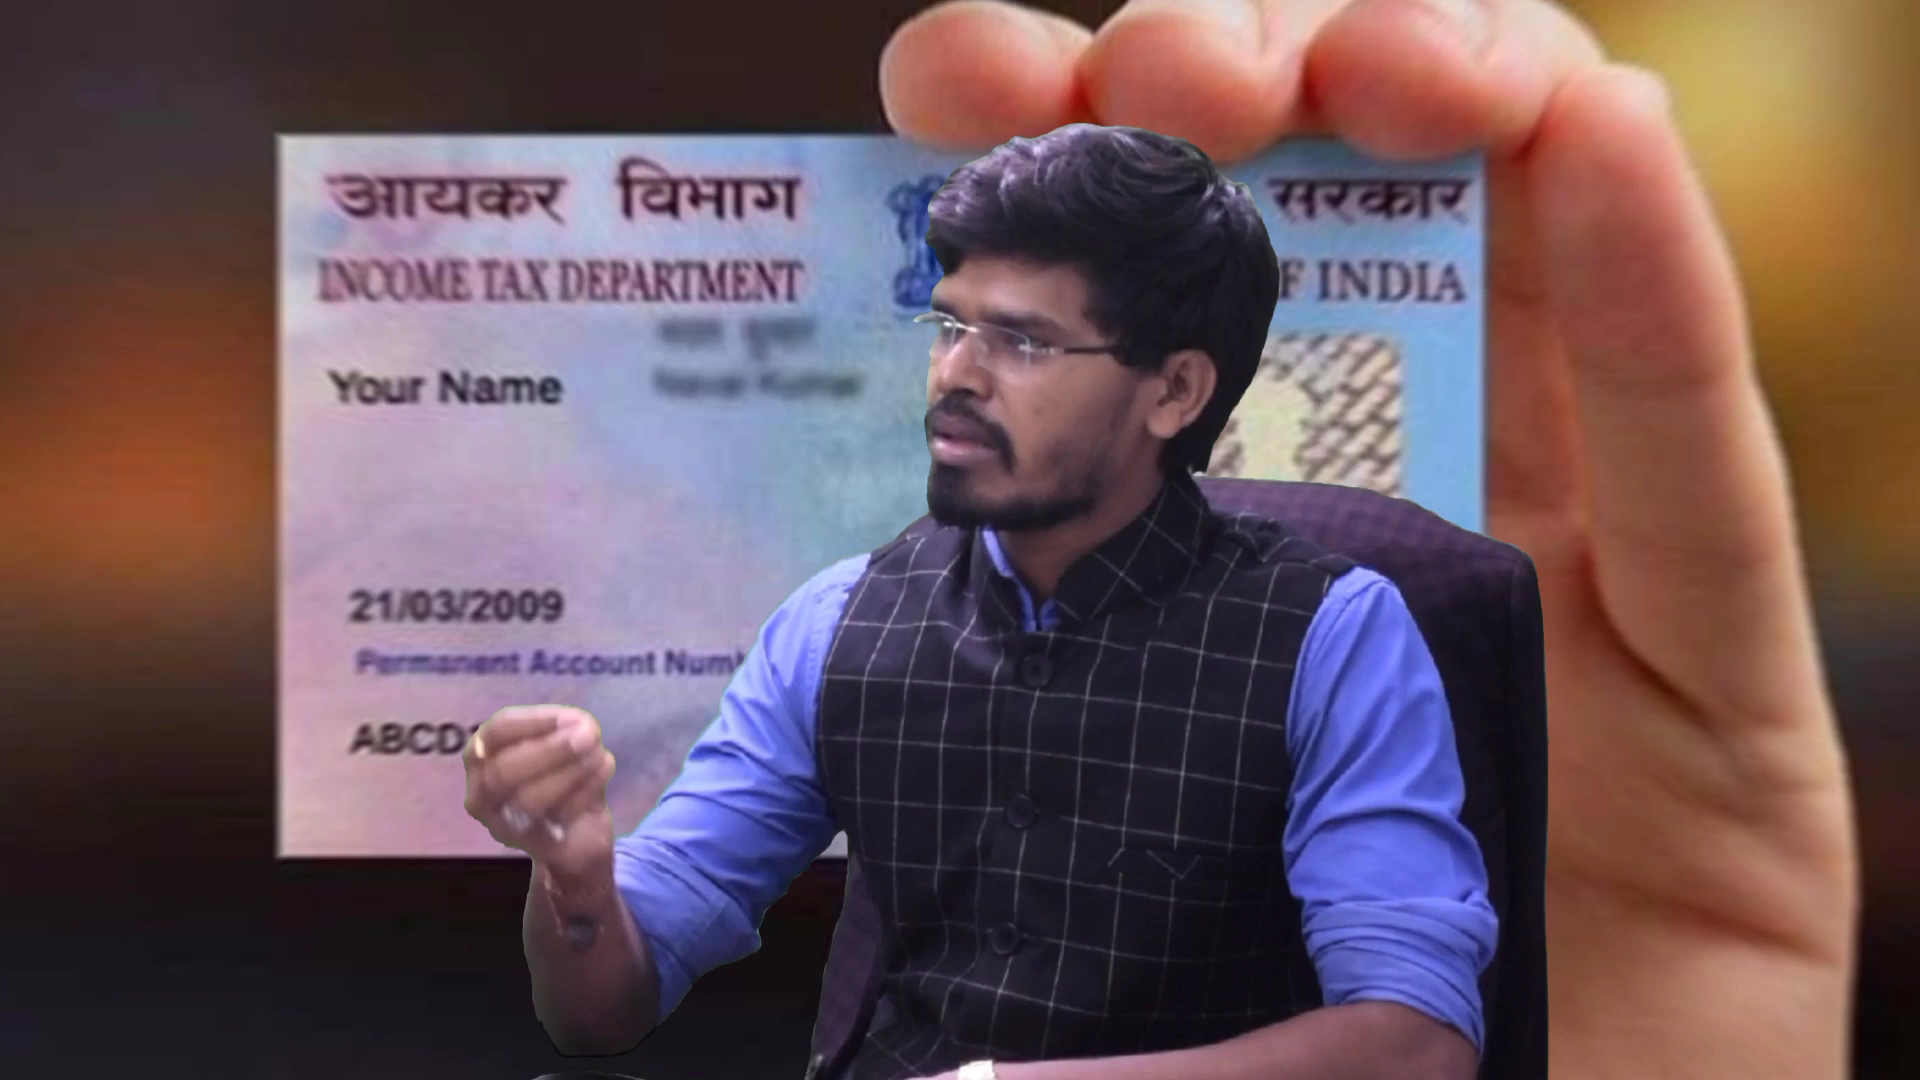 आयकर विभाग सरकार
INCOME TAX DEPARTMENT F INDIA
Your Name
21/03/2009
Permanent Account Numb
ABCD